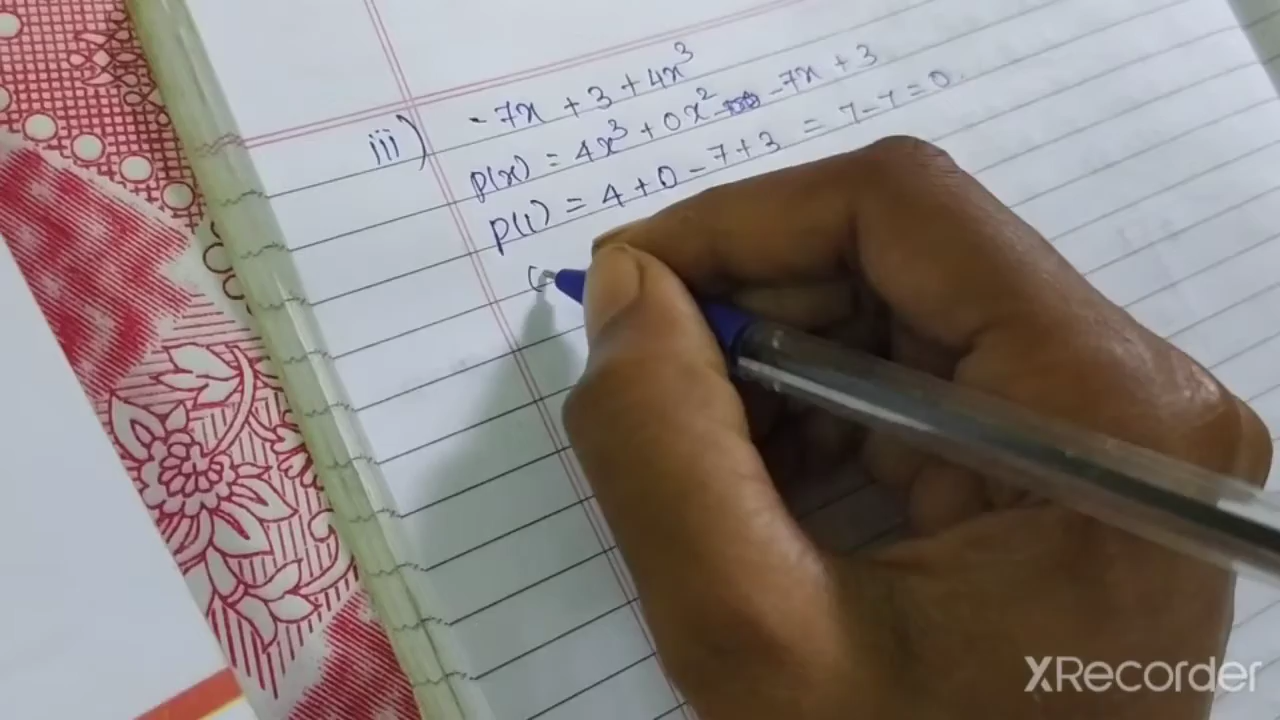 iii) -7x + 3 + 4x³
p(x) = 4x³ + 0x² -7x + 3
p(1) = 4 + 0 - 7 + 3 = 7 - 7 = 0.
(
XRecorder